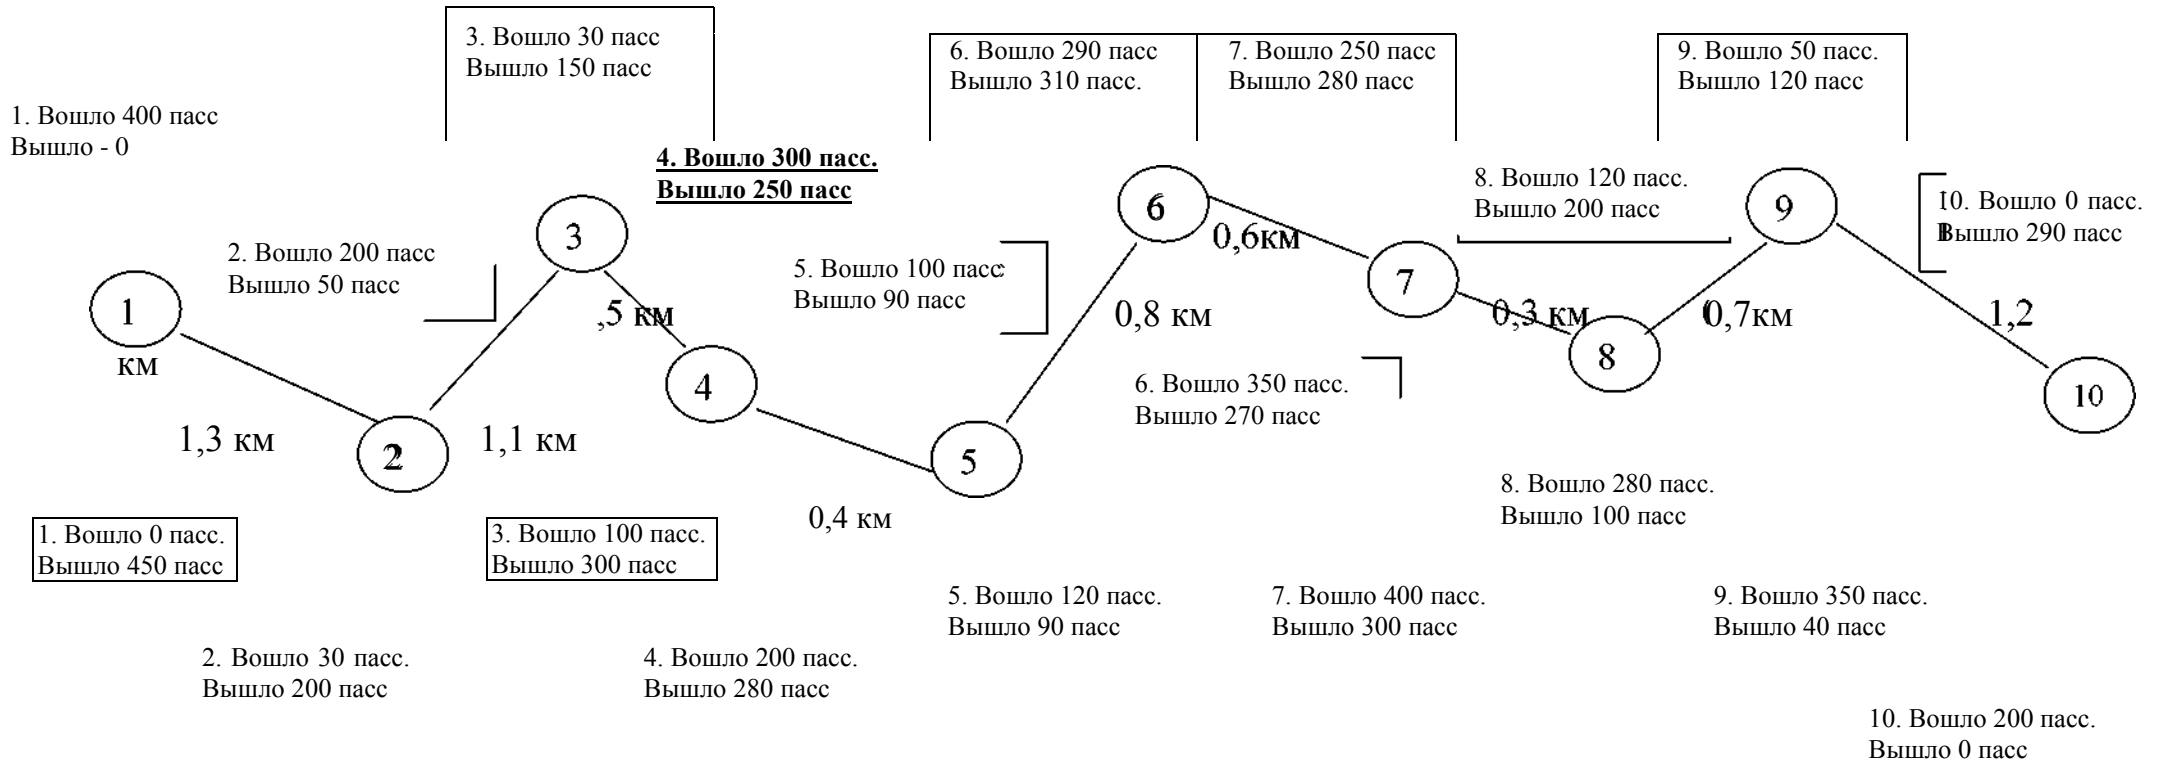 3. Вошло 30 пасс
Вышло 150 пасс
6. Вошло 290 пасс
Вышло 310 пасс.
7. Вошло 250 пасс
Вышло 280 пасс
9. Вошло 50 пасс.
Вышло 120 пасс
1. Вошло 400 пасс
Вышло - 0
4. Вошло 300 пасс.
Вышло 250 пасс
8. Вошло 120 пасс.
Вышло 200 пасс
10. Вошло 0 пасс.
Вышло 290 пасс
2. Вошло 200 пасс
Вышло 50 пасс
5. Вошло 100 пасс
Вышло 90 пасс
3
6
9
0,6км
1
км
,5 км
0,8 км
7
0,3 км
0,7км
1,2
4
8
10
6. Вошло 350 пасс.
Вышло 270 пасс
1,3 км
2
1,1 км
5
0,4 км
8. Вошло 280 пасс.
Вышло 100 пасс
1. Вошло 0 пасс.
Вышло 450 пасс
3. Вошло 100 пасс.
Вышло 300 пасс
5. Вошло 120 пасс.
Вышло 90 пасс
7. Вошло 400 пасс.
Вышло 300 пасс
9. Вошло 350 пасс.
Вышло 40 пасс
2. Вошло 30 пасс.
Вышло 200 пасс
4. Вошло 200 пасс.
Вышло 280 пасс
10. Вошло 200 пасс.
Вышло 0 пасс